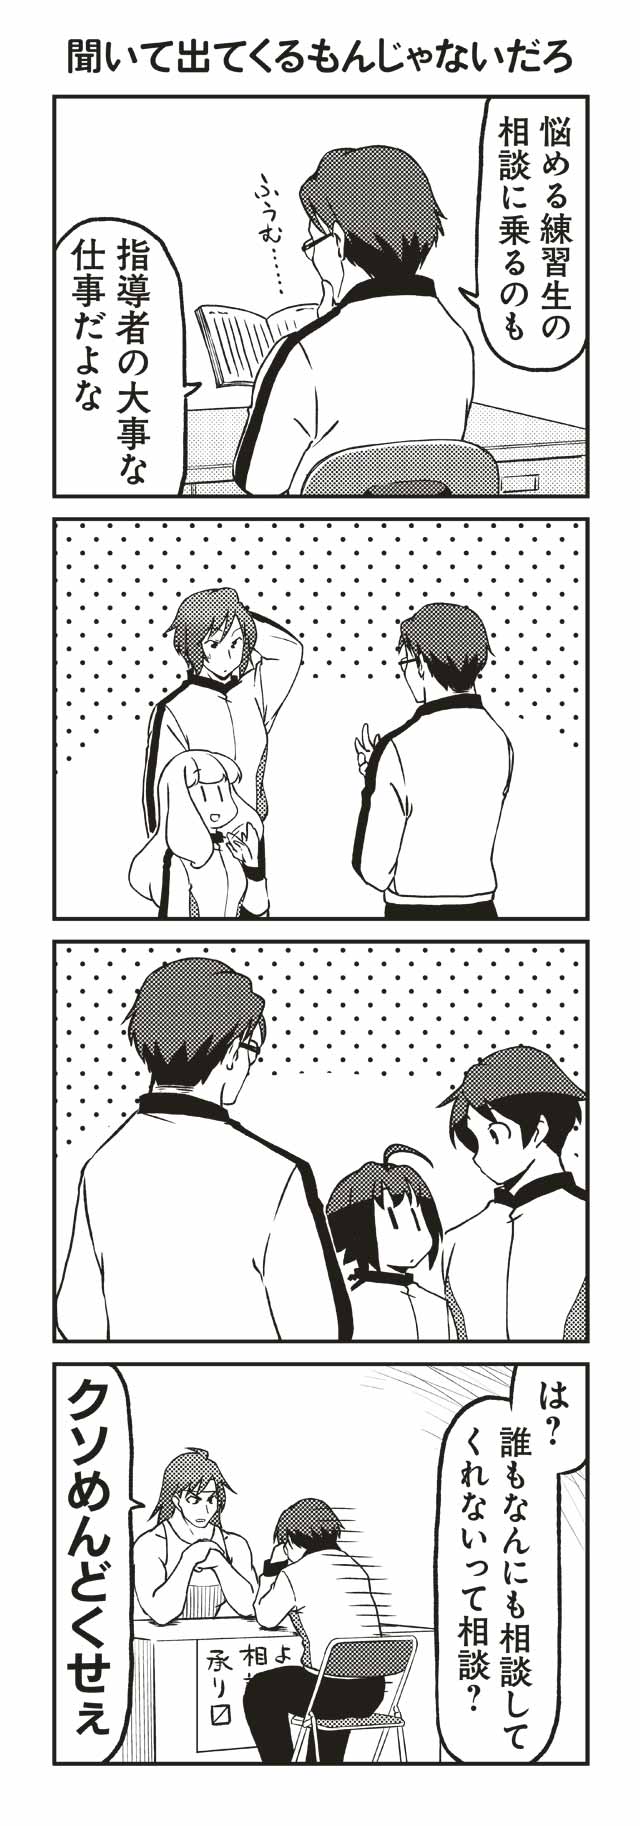 聞いて出てくるもんじゃないだろ
悩める練習生の
相談に乗るのも
ふうむ……
指導者の大事な
仕事だよな
は?
誰もなんにも相談して
くれないって相談?
クソめんどくせぇ
よ
相
承り〼